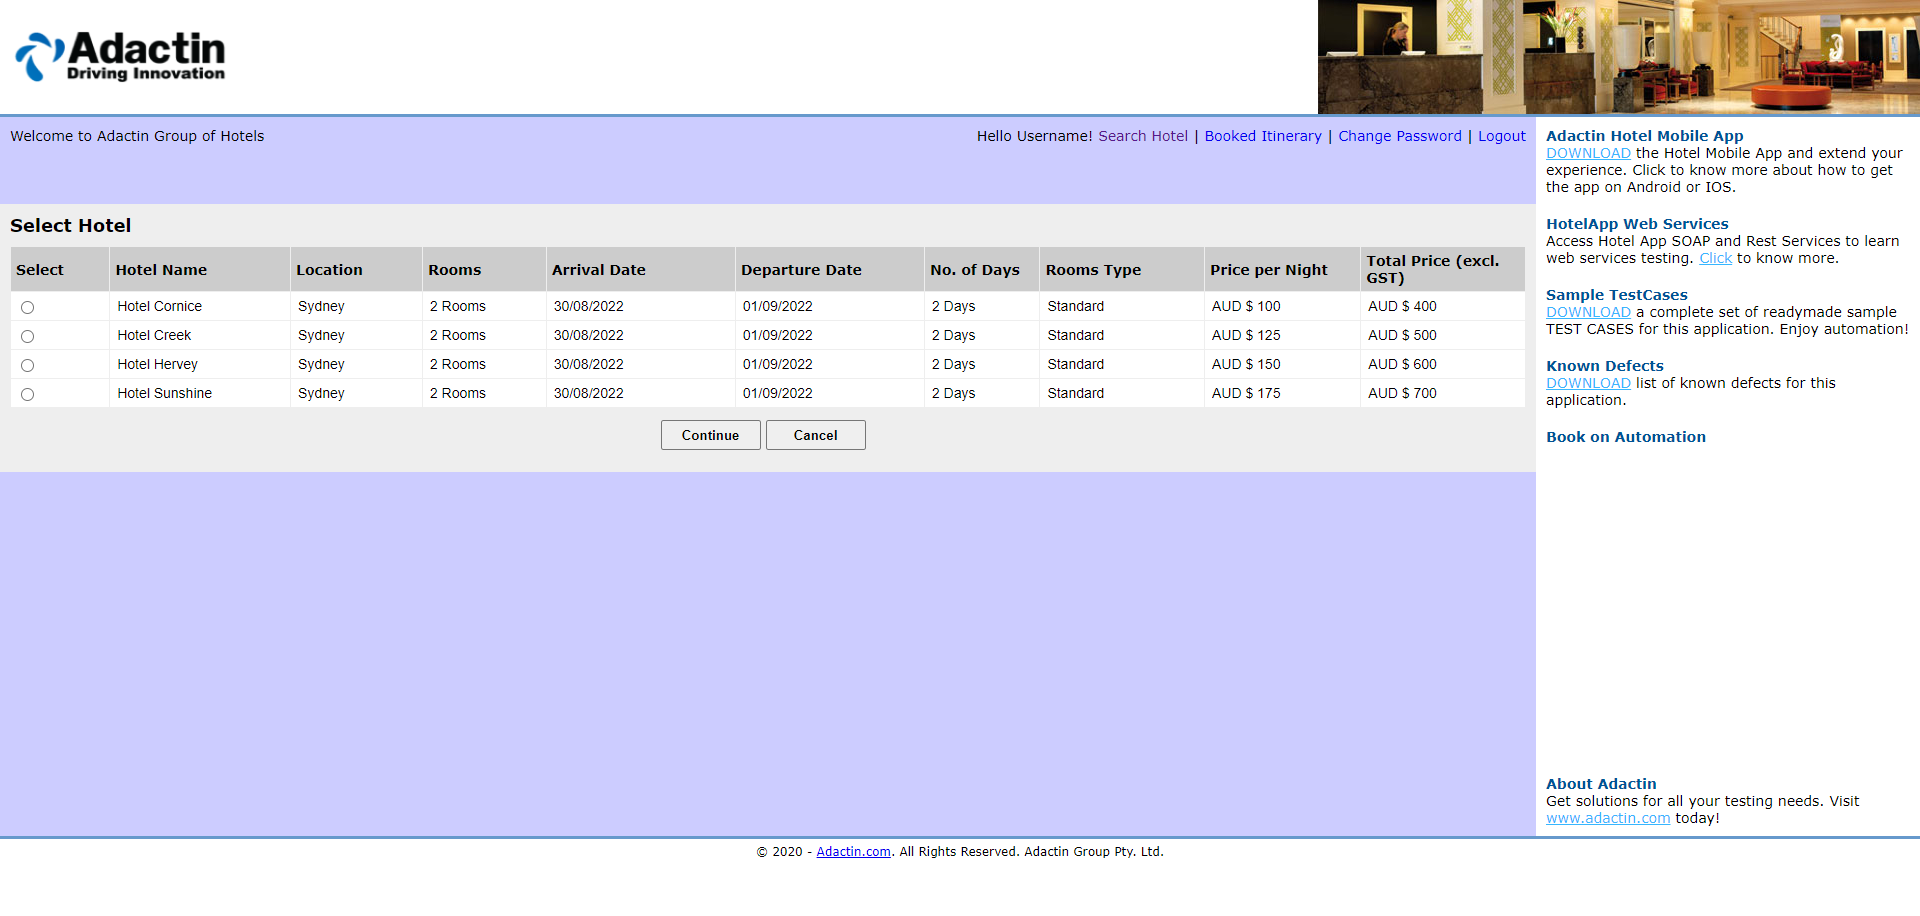 Adactin
Driving Innovation
Welcome to Adactin Group of Hotels
Hello Username! Search Hotel | Booked Itinerary | Change Password | Logout
Select Hotel
Select Hotel Name Location Rooms Arrival Date Departure Date No. of Days Rooms Type Price per Night Total Price (excl. GST)
Hotel Cornice Sydney 2 Rooms 30/08/2022 01/09/2022 2 Days Standard AUD $ 100 AUD $ 400
Hotel Creek Sydney 2 Rooms 30/08/2022 01/09/2022 2 Days Standard AUD $ 125 AUD $ 500
Hotel Hervey Sydney 2 Rooms 30/08/2022 01/09/2022 2 Days Standard AUD $ 150 AUD $ 600
Hotel Sunshine Sydney 2 Rooms 30/08/2022 01/09/2022 2 Days Standard AUD $ 175 AUD $ 700
Continue Cancel
Adactin Hotel Mobile App
DOWNLOAD the Hotel Mobile App and extend your
experience. Click to know more about how to get
the app on Android or IOS.
HotelApp Web Services
Access Hotel App SOAP and Rest Services to learn
web services testing. Click to know more.
Sample TestCases
DOWNLOAD a complete set of readymade sample
TEST CASES for this application. Enjoy automation!
Known Defects
DOWNLOAD list of known defects for this
application.
Book on Automation
About Adactin
Get solutions for all your testing needs. Visit
www.adactin.com today!
© 2020 - Adactin.com. All Rights Reserved. Adactin Group Pty. Ltd.